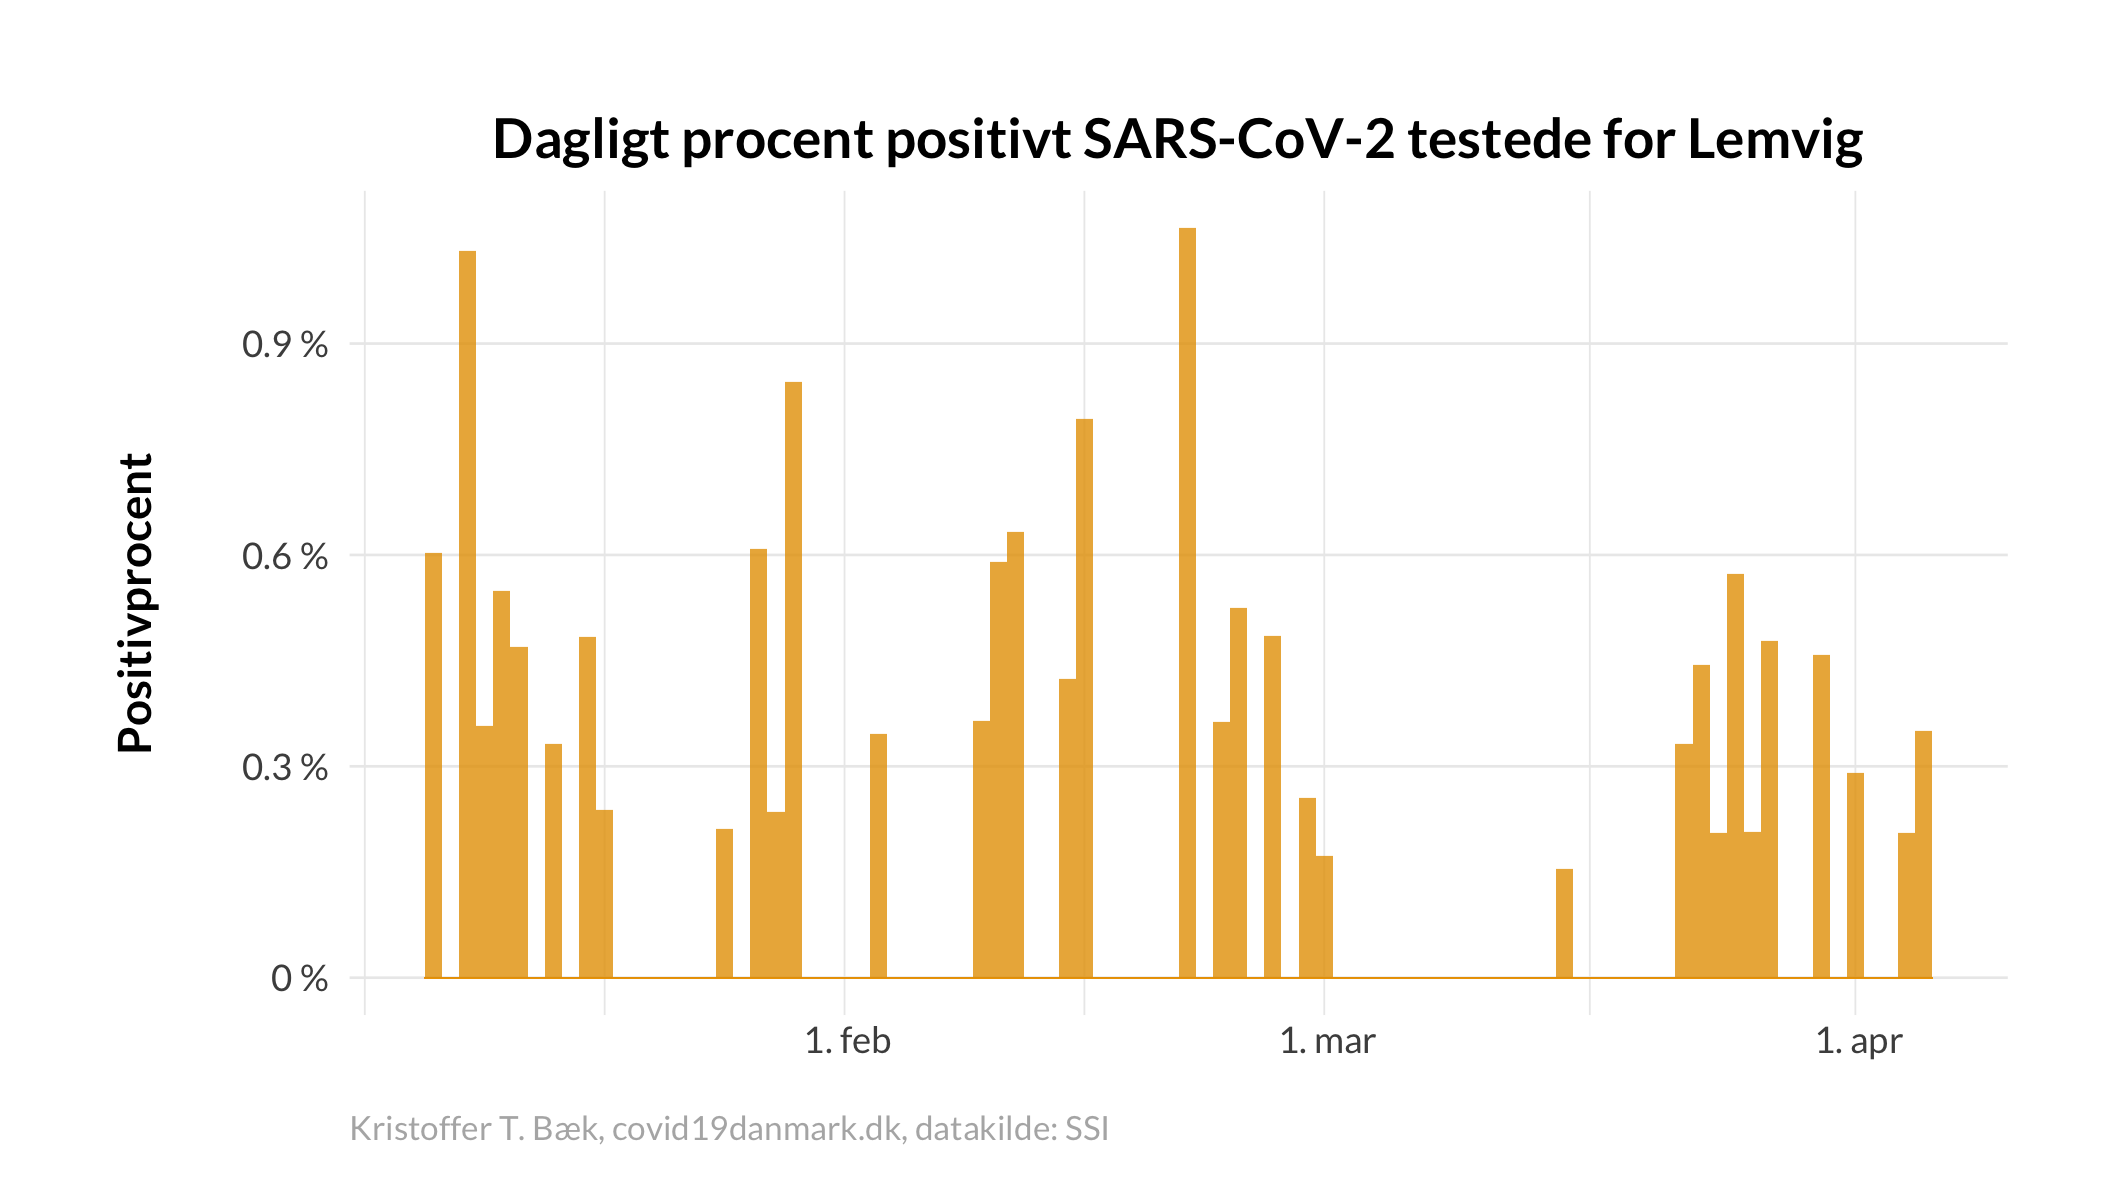 Dagligt procent positivt SARS-CoV-2 testede for Lemvig
Positivprocent
0.9 %
0.6 %
0.3 %
0 %
1. feb
1. mar
1. apr
Kristoffer T. Bæk, covid19danmark.dk, datakilde: SSI